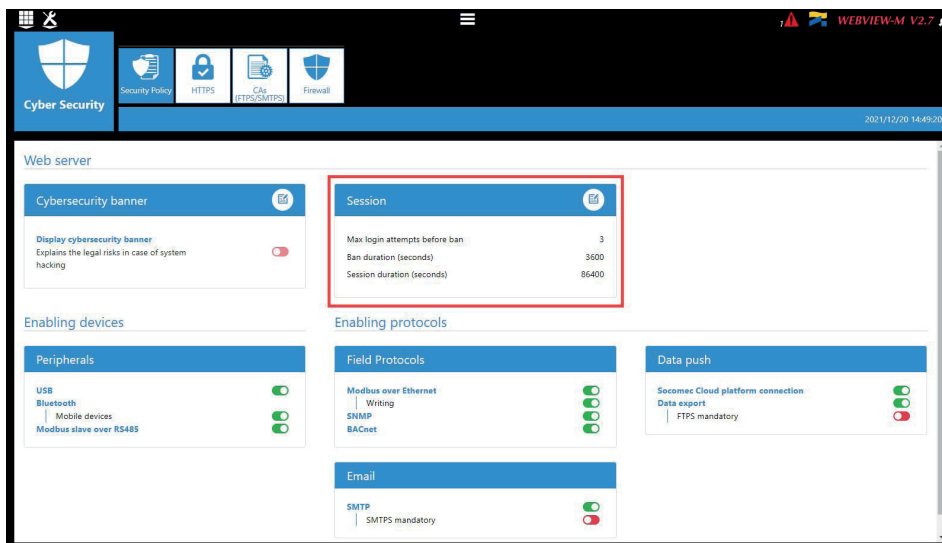 1
WEBVIEW-M V2.7
Cyber Security
Security Policy
HTTPS
CAs
(FTPS/SMTPS)
Firewall
2021/12/20 14:49:20
Web server
Cybersecurity banner
Display cybersecurity banner
Explains the legal risks in case of system
hacking
Session
Max login attempts before ban 3
Ban duration (seconds) 3600
Session duration (seconds) 86400
Enabling devices
Peripherals
USB
Bluetooth
Mobile devices
Modbus slave over RS485
Enabling protocols
Field Protocols
Modbus over Ethernet
Writing
SNMP
BACnet
Data push
Socomec Cloud platform connection
Data export
FTPS mandatory
Email
SMTP
SMTPS mandatory